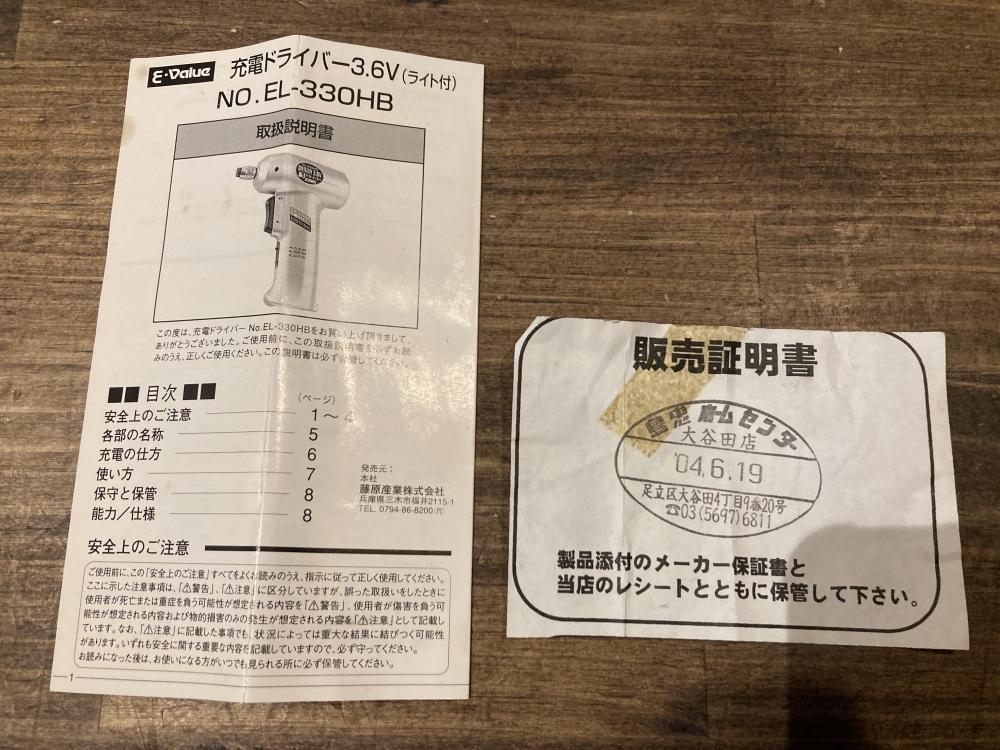 E-Value
充電ドライバー3.6V(ライト付)
NO.EL-330HB
取扱説明書
この度は、充電ドライバー No.EL-330HBをお買い上げ頂きまして、
ありがとうございました。ご使用前に、この取扱説明書を必ずお読
みのうえ、正しくご使用ください。この説明書は必ず保管してください。
■■ 目次 ■■
(ページ)
安全上のご注意 1〜4
各部の名称 5
充電の仕方 6
使い方 7
保守と保管 8
能力/仕様 8
発売元:
本社
藤原産業株式会社
兵庫県三木市福井2115-1
TEL. 0794-86-8200(代)
安全上のご注意
ご使用前に、この「安全上のご注意」すべてをよくお読みのうえ、指示に従って正しく使用してください。
ここに示した注意事項は、「⚠警告」、「⚠注意」に区分していますが、誤った取扱いをしたときに
使用者が死亡または重症を負う可能性が想定される内容を「⚠警告」、使用者が傷害を負う可
能性が想定される内容および物的損害のみの発生が想定される内容を「⚠注意」として記載し
ています。なお、「⚠注意」に記載した事項でも、状況によっては重大な結果に結びつく可能性
があります。いずれも安全に関する重要な内容を記載していますので、必ず守ってください。
お読みになった後は、お使いになる方がいつでも見られる所に必ず保管してください。
1
販売証明書
島忠ホームセンター
大谷田店
'04.6.19
足立区大谷田4丁目9番20号
☎03(5697)6811
製品添付のメーカー保証書と
当店のレシートとともに保管して下さい。